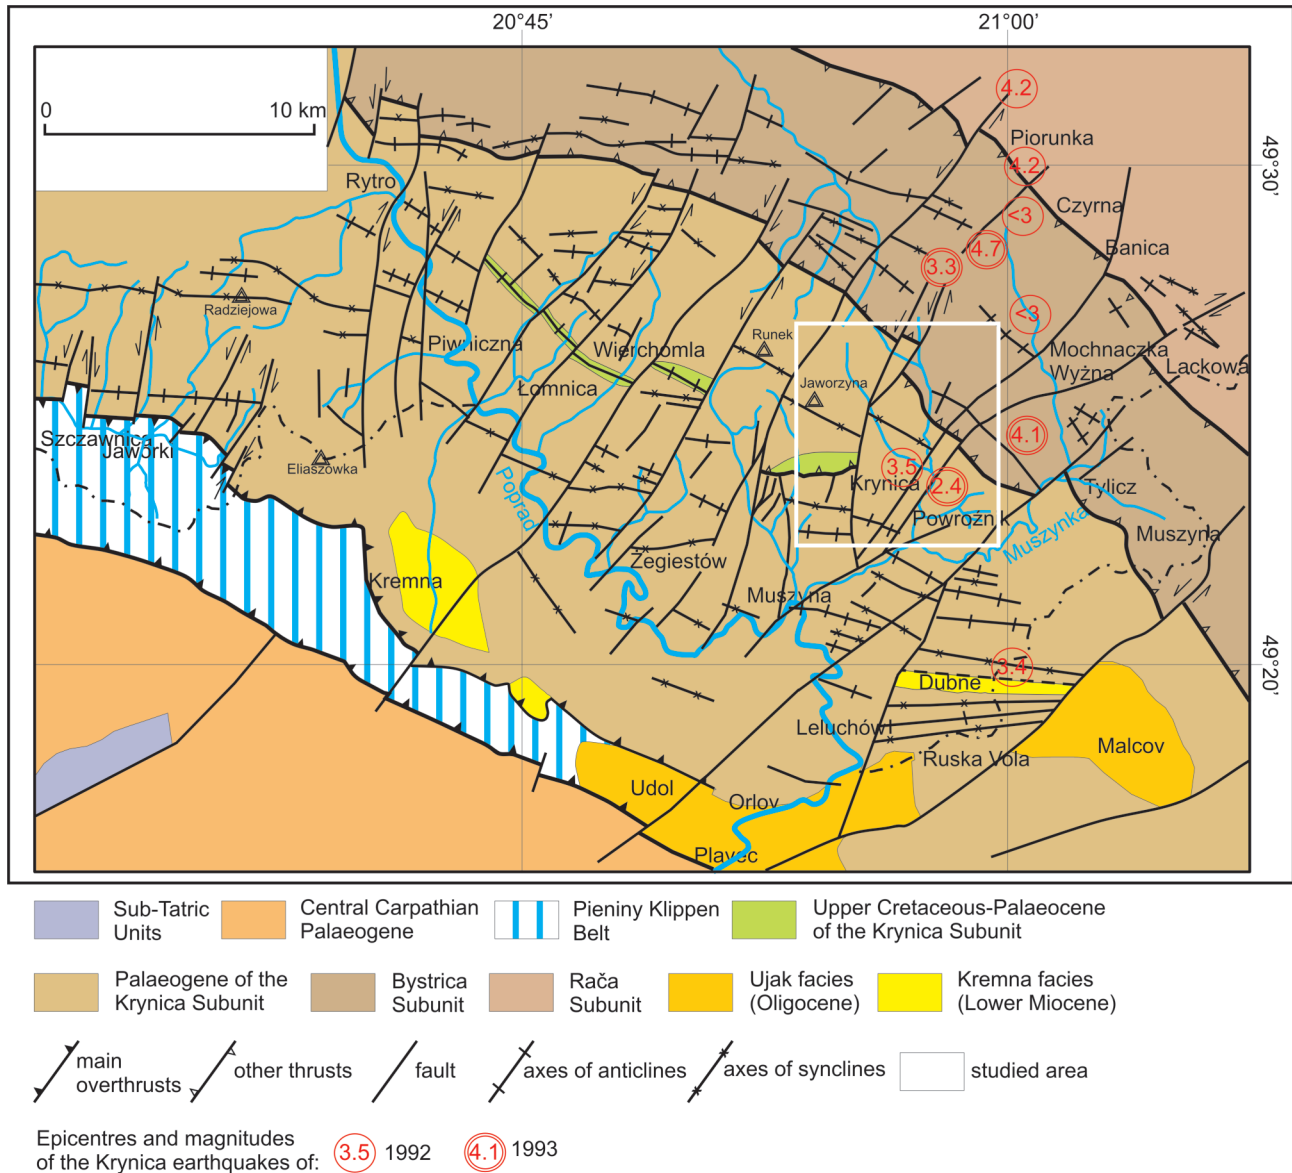 20°45'
21°00'
0
10 km
4.2
Piorunka
4.2
49°30'
Rytro
Czyrna
<3
Banica
4.7
3.3
Radziejowa
<3
Runek
Piwniczna
Wierchomla
Mochnaczka
Wyżna
Lackowa
Łomnica
Jaworzyna
Szczawnica
Jaworki
4.1
Eliaszówka
3.5
Krynica
2.4
Tylicz
Poprad
Powroźnik
Muszynka
Muszyna
Żegiestów
Kremna
Muszyna
3.4
49°20'
Dubne
Leluchów
Malcov
Ruska Vola
Udol
Orlov
Plavec
Sub-Tatric
Units
Central Carpathian
Palaeogene
Pieniny Klippen
Belt
Upper Cretaceous-Palaeocene
of the Krynica Subunit
Palaeogene of the
Krynica Subunit
Bystrica
Subunit
Rača
Subunit
Ujak facies
(Oligocene)
Kremna facies
(Lower Miocene)
main
overthrusts
other thrusts
fault
axes of anticlines
axes of synclines
studied area
Epicentres and magnitudes
of the Krynica earthquakes of:
3.5
1992
4.1
1993